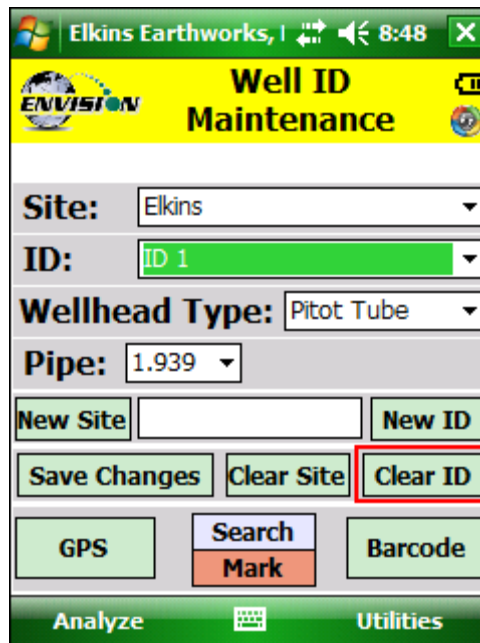 Elkins Earthworks, I 8:48
ENVISION
Well ID
Maintenance
Site: Elkins
ID: ID 1
Wellhead Type: Pitot Tube
Pipe: 1.939
New Site New ID
Save Changes Clear Site Clear ID
GPS Search Mark Barcode
Analyze Utilities